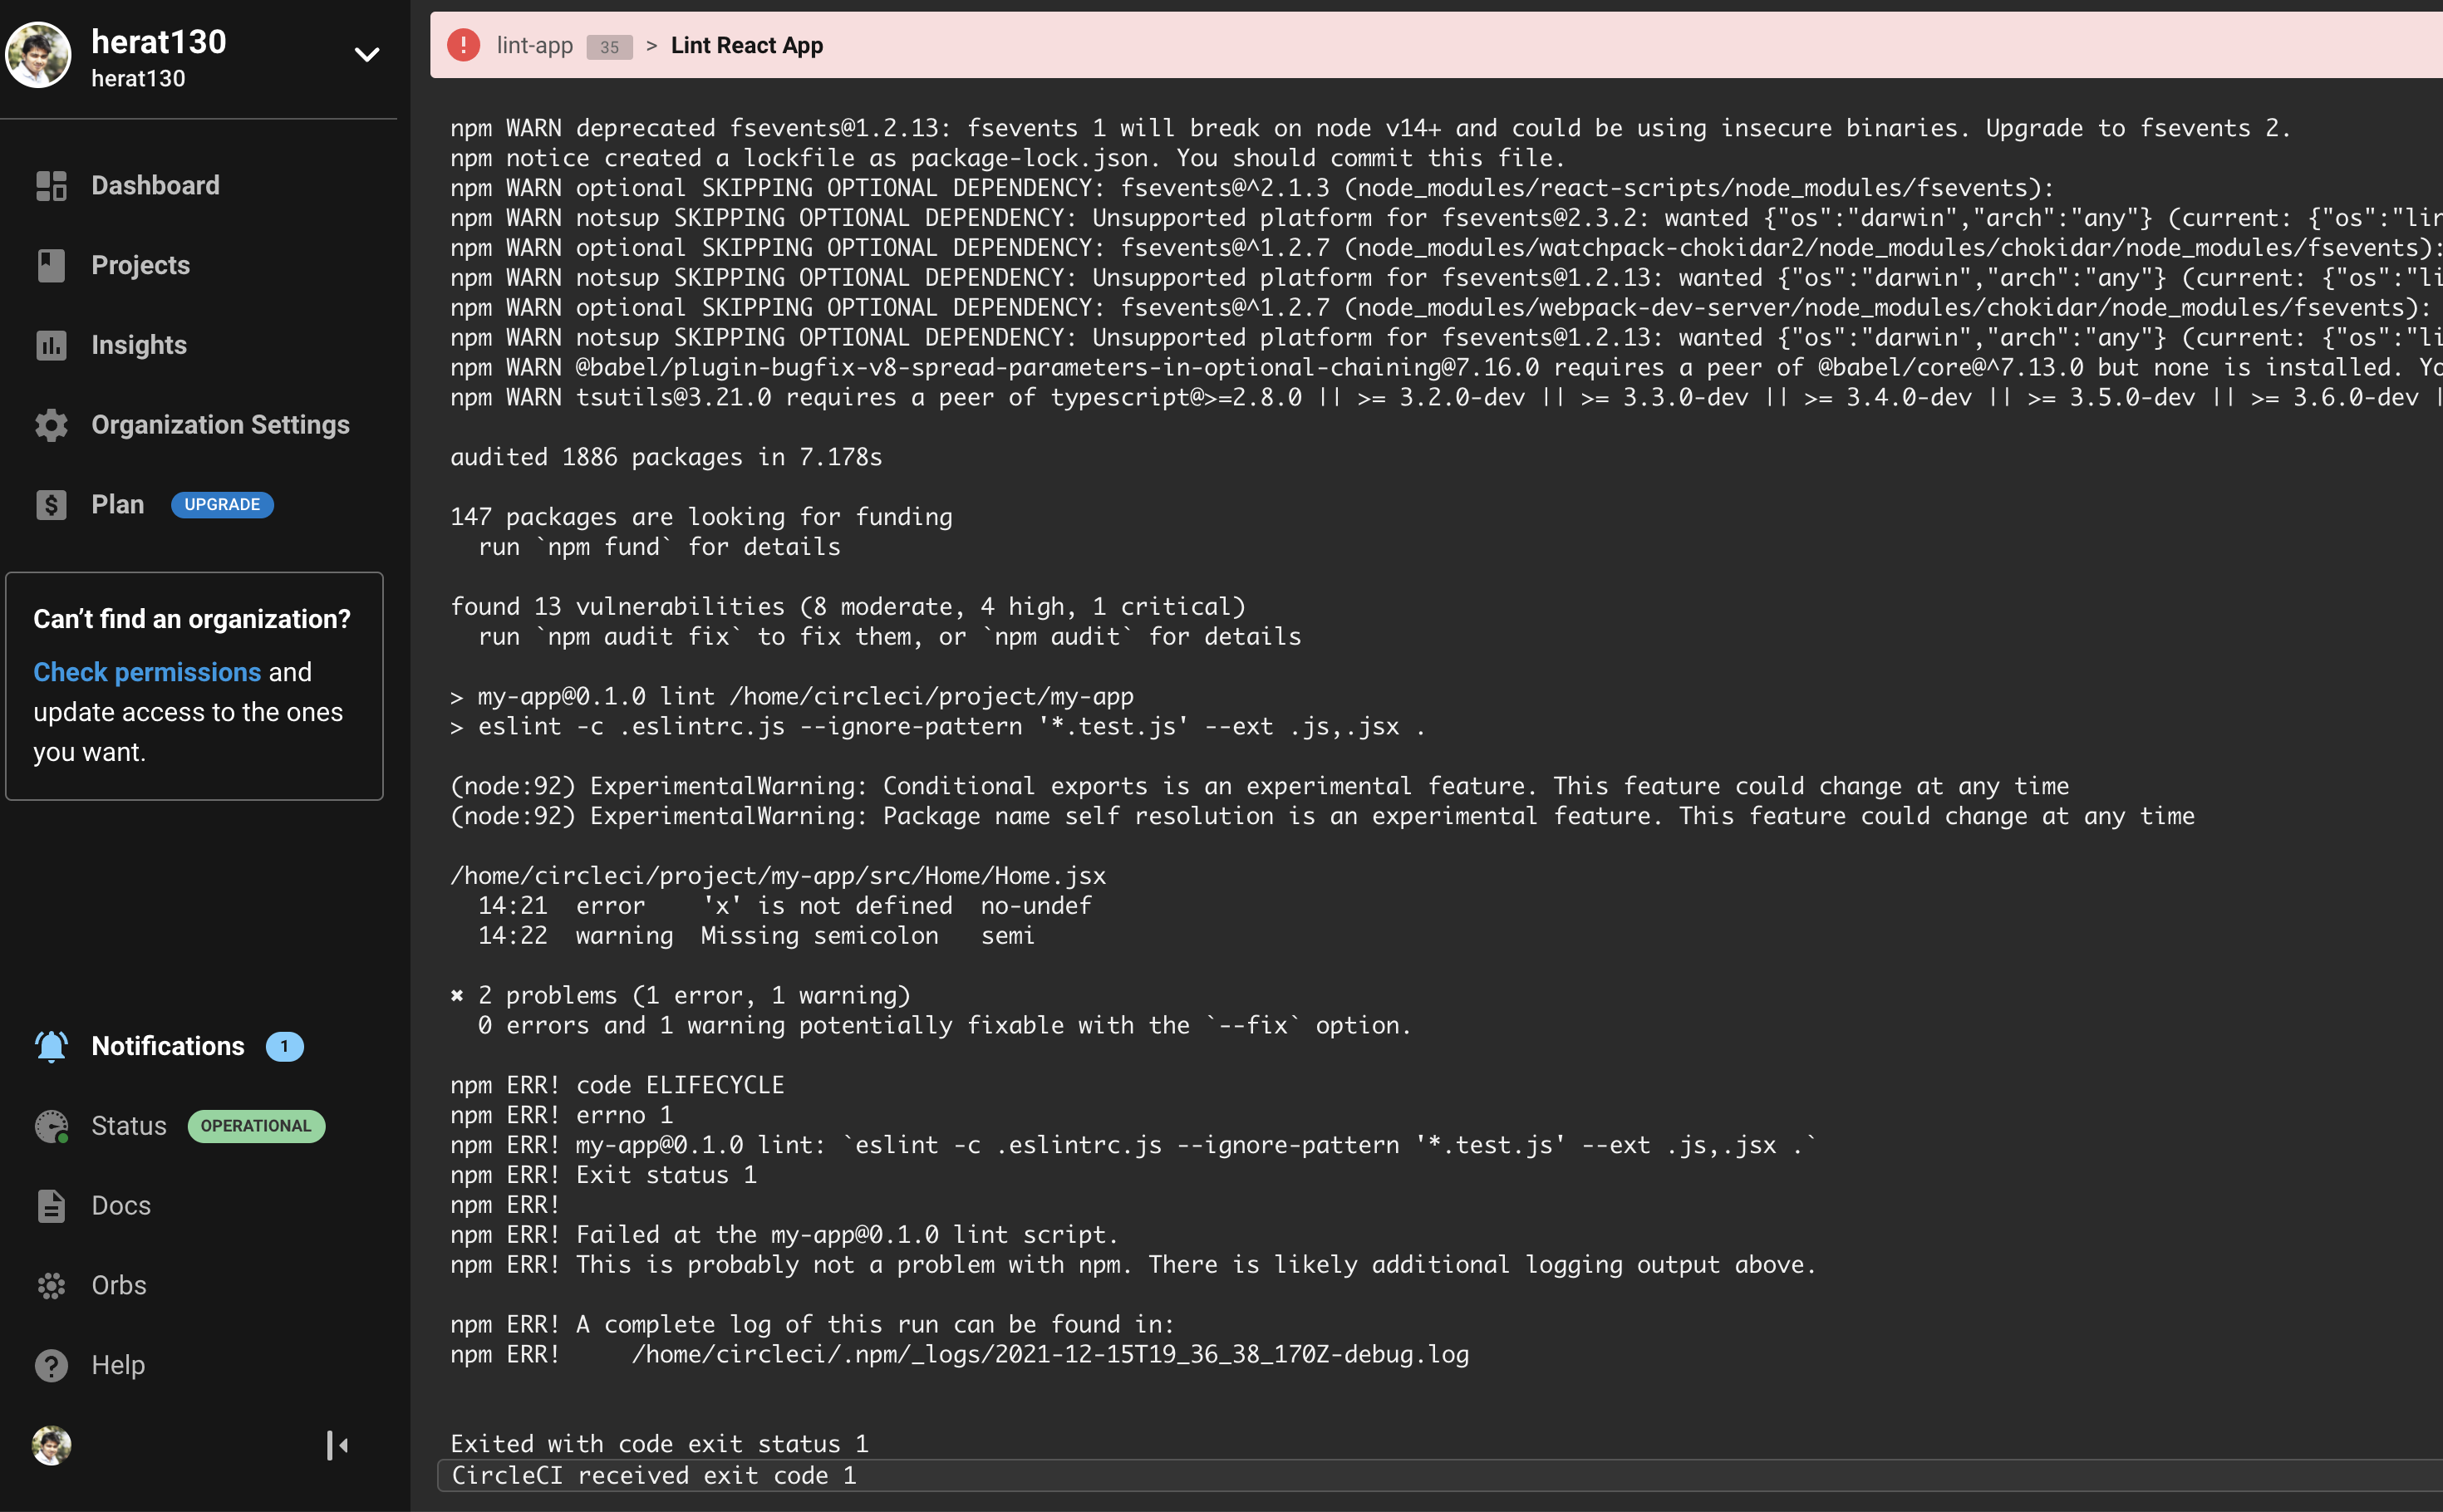 herat130
herat130
Dashboard
Projects
Insights
Organization Settings
Plan UPGRADE
Can’t find an organization?
Check permissions and
update access to the ones
you want.
Notifications 1
Status OPERATIONAL
Docs
Orbs
Help
lint-app 35 > Lint React App
npm WARN deprecated fsevents@1.2.13: fsevents 1 will break on node v14+ and could be using insecure binaries. Upgrade to fsevents 2.
npm notice created a lockfile as package-lock.json. You should commit this file.
npm WARN optional SKIPPING OPTIONAL DEPENDENCY: fsevents@^2.1.3 (node_modules/react-scripts/node_modules/fsevents):
npm WARN notsup SKIPPING OPTIONAL DEPENDENCY: Unsupported platform for fsevents@2.3.2: wanted {"os":"darwin","arch":"any"} (current: {"os":"lin
npm WARN optional SKIPPING OPTIONAL DEPENDENCY: fsevents@^1.2.7 (node_modules/watchpack-chokidar2/node_modules/chokidar/node_modules/fsevents):
npm WARN notsup SKIPPING OPTIONAL DEPENDENCY: Unsupported platform for fsevents@1.2.13: wanted {"os":"darwin","arch":"any"} (current: {"os":"li
npm WARN optional SKIPPING OPTIONAL DEPENDENCY: fsevents@^1.2.7 (node_modules/webpack-dev-server/node_modules/chokidar/node_modules/fsevents):
npm WARN notsup SKIPPING OPTIONAL DEPENDENCY: Unsupported platform for fsevents@1.2.13: wanted {"os":"darwin","arch":"any"} (current: {"os":"li
npm WARN @babel/plugin-bugfix-v8-spread-parameters-in-optional-chaining@7.16.0 requires a peer of @babel/core@^7.13.0 but none is installed. Yo
npm WARN tsutils@3.21.0 requires a peer of typescript@>=2.8.0 || >= 3.2.0-dev || >= 3.3.0-dev || >= 3.4.0-dev || >= 3.5.0-dev || >= 3.6.0-dev |
audited 1886 packages in 7.178s
147 packages are looking for funding
run `npm fund` for details
found 13 vulnerabilities (8 moderate, 4 high, 1 critical)
run `npm audit fix` to fix them, or `npm audit` for details
> my-app@0.1.0 lint /home/circleci/project/my-app
> eslint -c .eslintrc.js --ignore-pattern '*.test.js' --ext .js,.jsx .
(node:92) ExperimentalWarning: Conditional exports is an experimental feature. This feature could change at any time
(node:92) ExperimentalWarning: Package name self resolution is an experimental feature. This feature could change at any time
/home/circleci/project/my-app/src/Home/Home.jsx
14:21 error 'x' is not defined no-undef
14:22 warning Missing semicolon semi
✖ 2 problems (1 error, 1 warning)
0 errors and 1 warning potentially fixable with the `--fix` option.
npm ERR! code ELIFECYCLE
npm ERR! errno 1
npm ERR! my-app@0.1.0 lint: `eslint -c .eslintrc.js --ignore-pattern '*.test.js' --ext .js,.jsx .`
npm ERR! Exit status 1
npm ERR!
npm ERR! Failed at the my-app@0.1.0 lint script.
npm ERR! This is probably not a problem with npm. There is likely additional logging output above.
npm ERR! A complete log of this run can be found in:
npm ERR! /home/circleci/.npm/_logs/2021-12-15T19_36_38_170Z-debug.log
Exited with code exit status 1
CircleCI received exit code 1